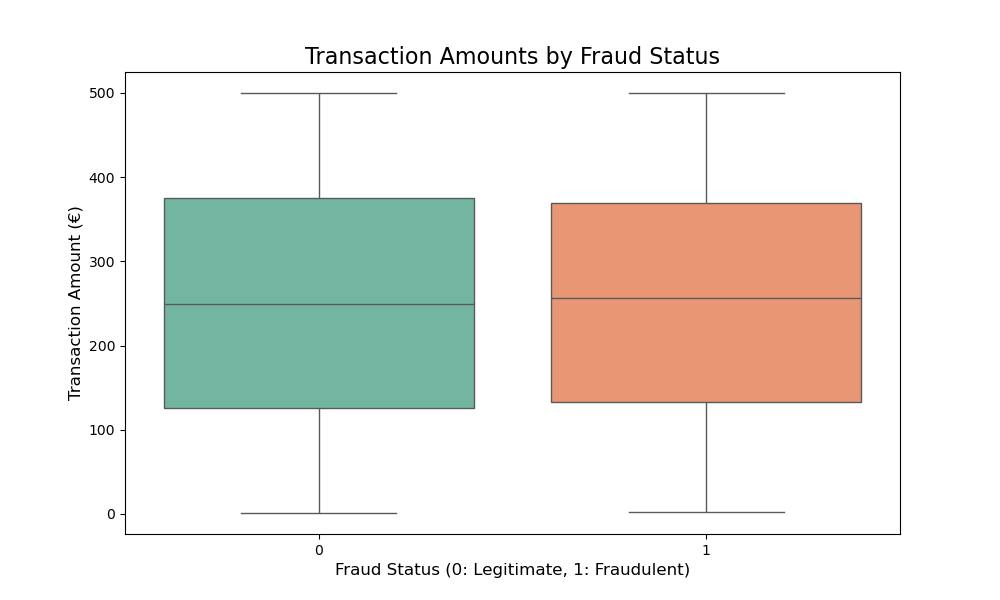 Transaction Amounts by Fraud Status
Transaction Amount (€)
500
400
300
200
100
0
0
1
Fraud Status (0: Legitimate, 1: Fraudulent)